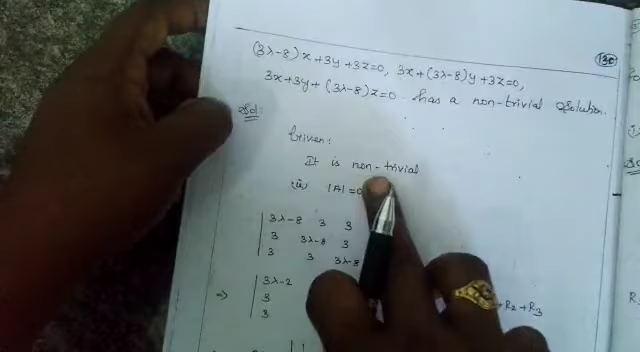 (3λ-8)x+3y+3z=0, 3x+(3λ-8)y+3z=0,
(130
3x+3y+(3λ-8)z=0. has a non-trivial solution.
Sol:
Given:
It is non-trivial
|A|=0
3λ-8 3 3
3 3λ-8 3
3 3 3λ-8
⇒ 3λ-2
3
3
+R2+R3